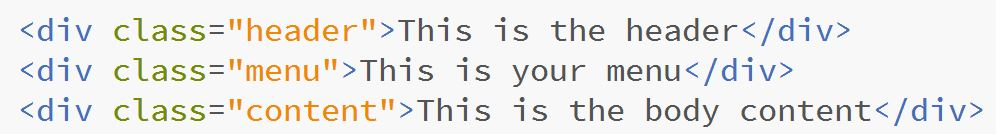 <div class="header">This is the header</div>
<div class="menu">This is your menu</div>
<div class="content">This is the body content</div>